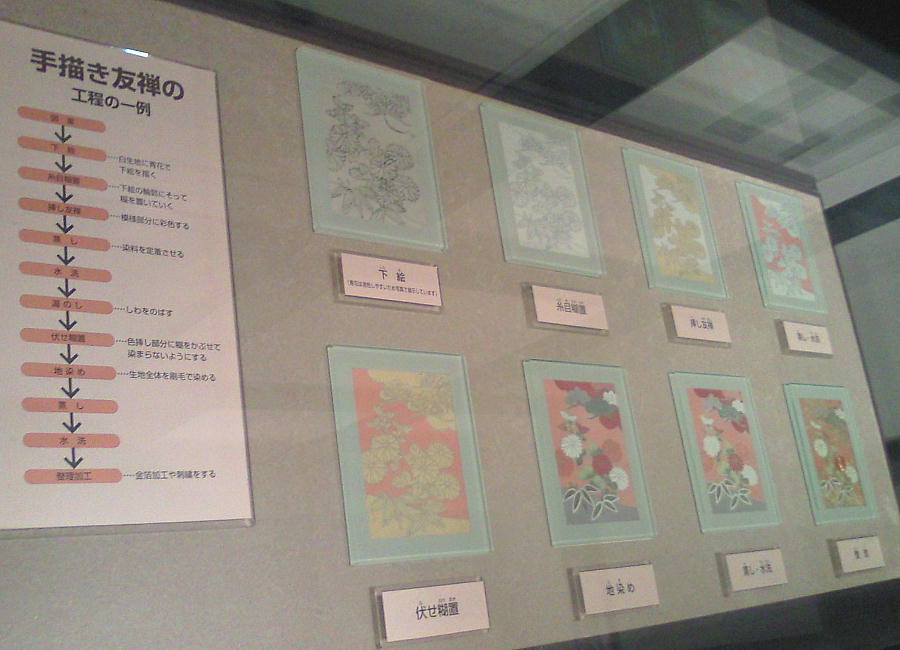 手描き友禅の
工程の一例
図案
下絵
白生地に青花で
下絵を描く
糸目糊置
下絵の輪郭にそって
糊を置いていく
挿し友禅
模様部分に彩色する
蒸し
染料を定着させる
水洗
湯のし
しわをのばす
伏せ糊置
色挿し部分に糊をかぶせて
染まらないようにする
地染め
生地全体を刷毛で染める
蒸し
水洗
整理加工
金箔加工や刺繍をする
下絵
糸目糊置
挿し友禅
蒸し・水洗
伏せ糊置
地染め
蒸し・水洗